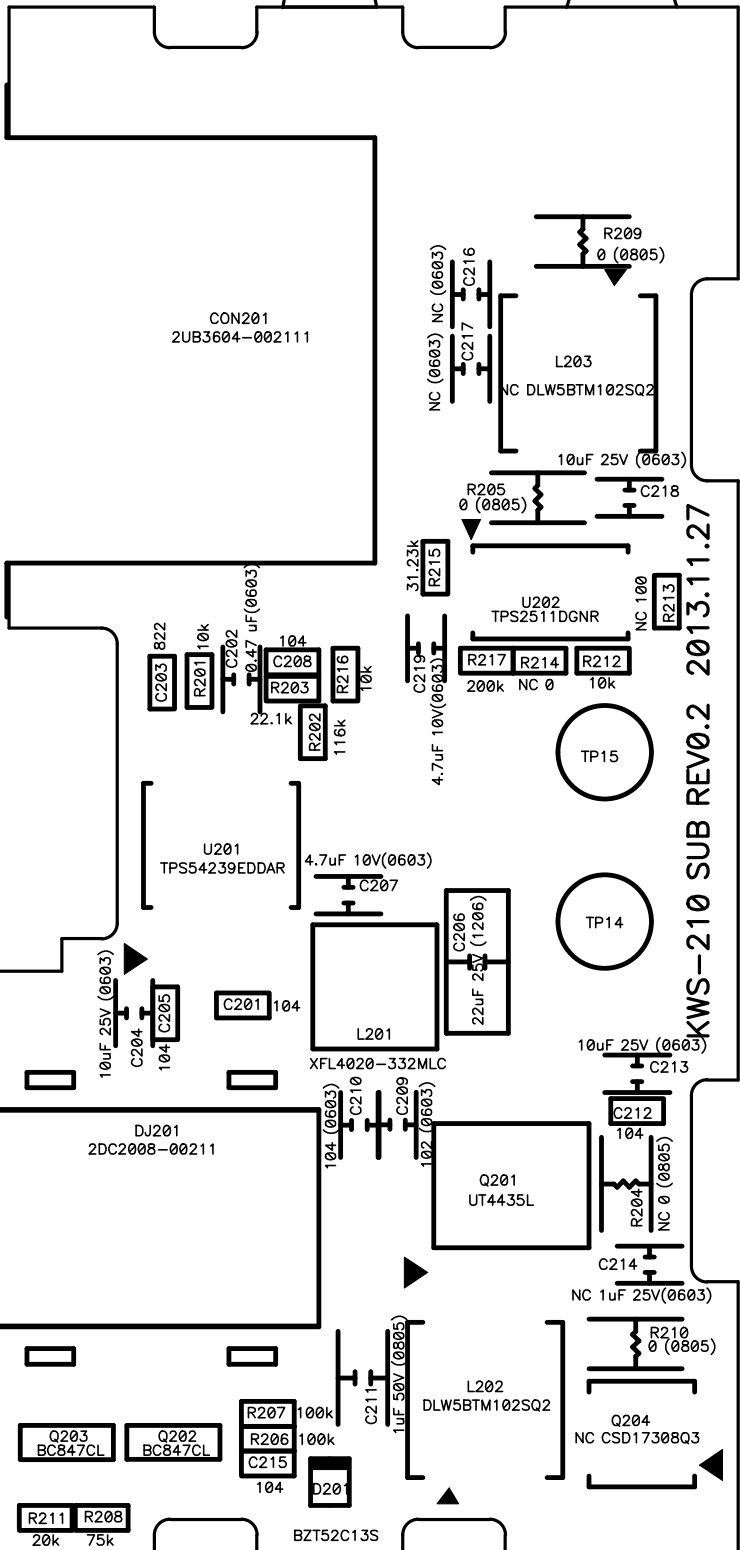 R209
0 (0805)
NC (0603)
C216
CON201
2UB3604-002111
NC (0603)
C217
L203
NC DLW5BTM102SQ2
10uF 25V (0603)
C218
R205
0 (0805)
31.23k
R215
U202
TPS2511DGNR
NC 100
R213
KWS-210 SUB REV0.2 2013.11.27
822
C203
10k
R201
C202
0.47 uF(0603)
104
C208
R203
22.1k
R216
10k
R202
116k
C219
4.7uF 10V(0603)
R217
200k
R214
NC 0
R212
10k
TP15
U201
TPS54239EDDAR
4.7uF 10V(0603)
C207
C206
22uF 25V (1206)
TP14
10uF 25V (0603)
C204
C205
104
C201
104
L201
XFL4020-332MLC
10uF 25V (0603)
C213
C212
104
104 (0603)
C210
C209
102 (0603)
DJ201
2DC2008-00211
Q201
UT4435L
R204
NC 0 (0805)
C214
NC 1uF 25V(0603)
R210
0 (0805)
C211
1uF 50V (0805)
L202
DLW5BTM102SQ2
Q204
NC CSD17308Q3
R207
100k
R206
100k
C215
104
Q203
BC847CL
Q202
BC847CL
D201
BZT52C13S
R211
20k
R208
75k